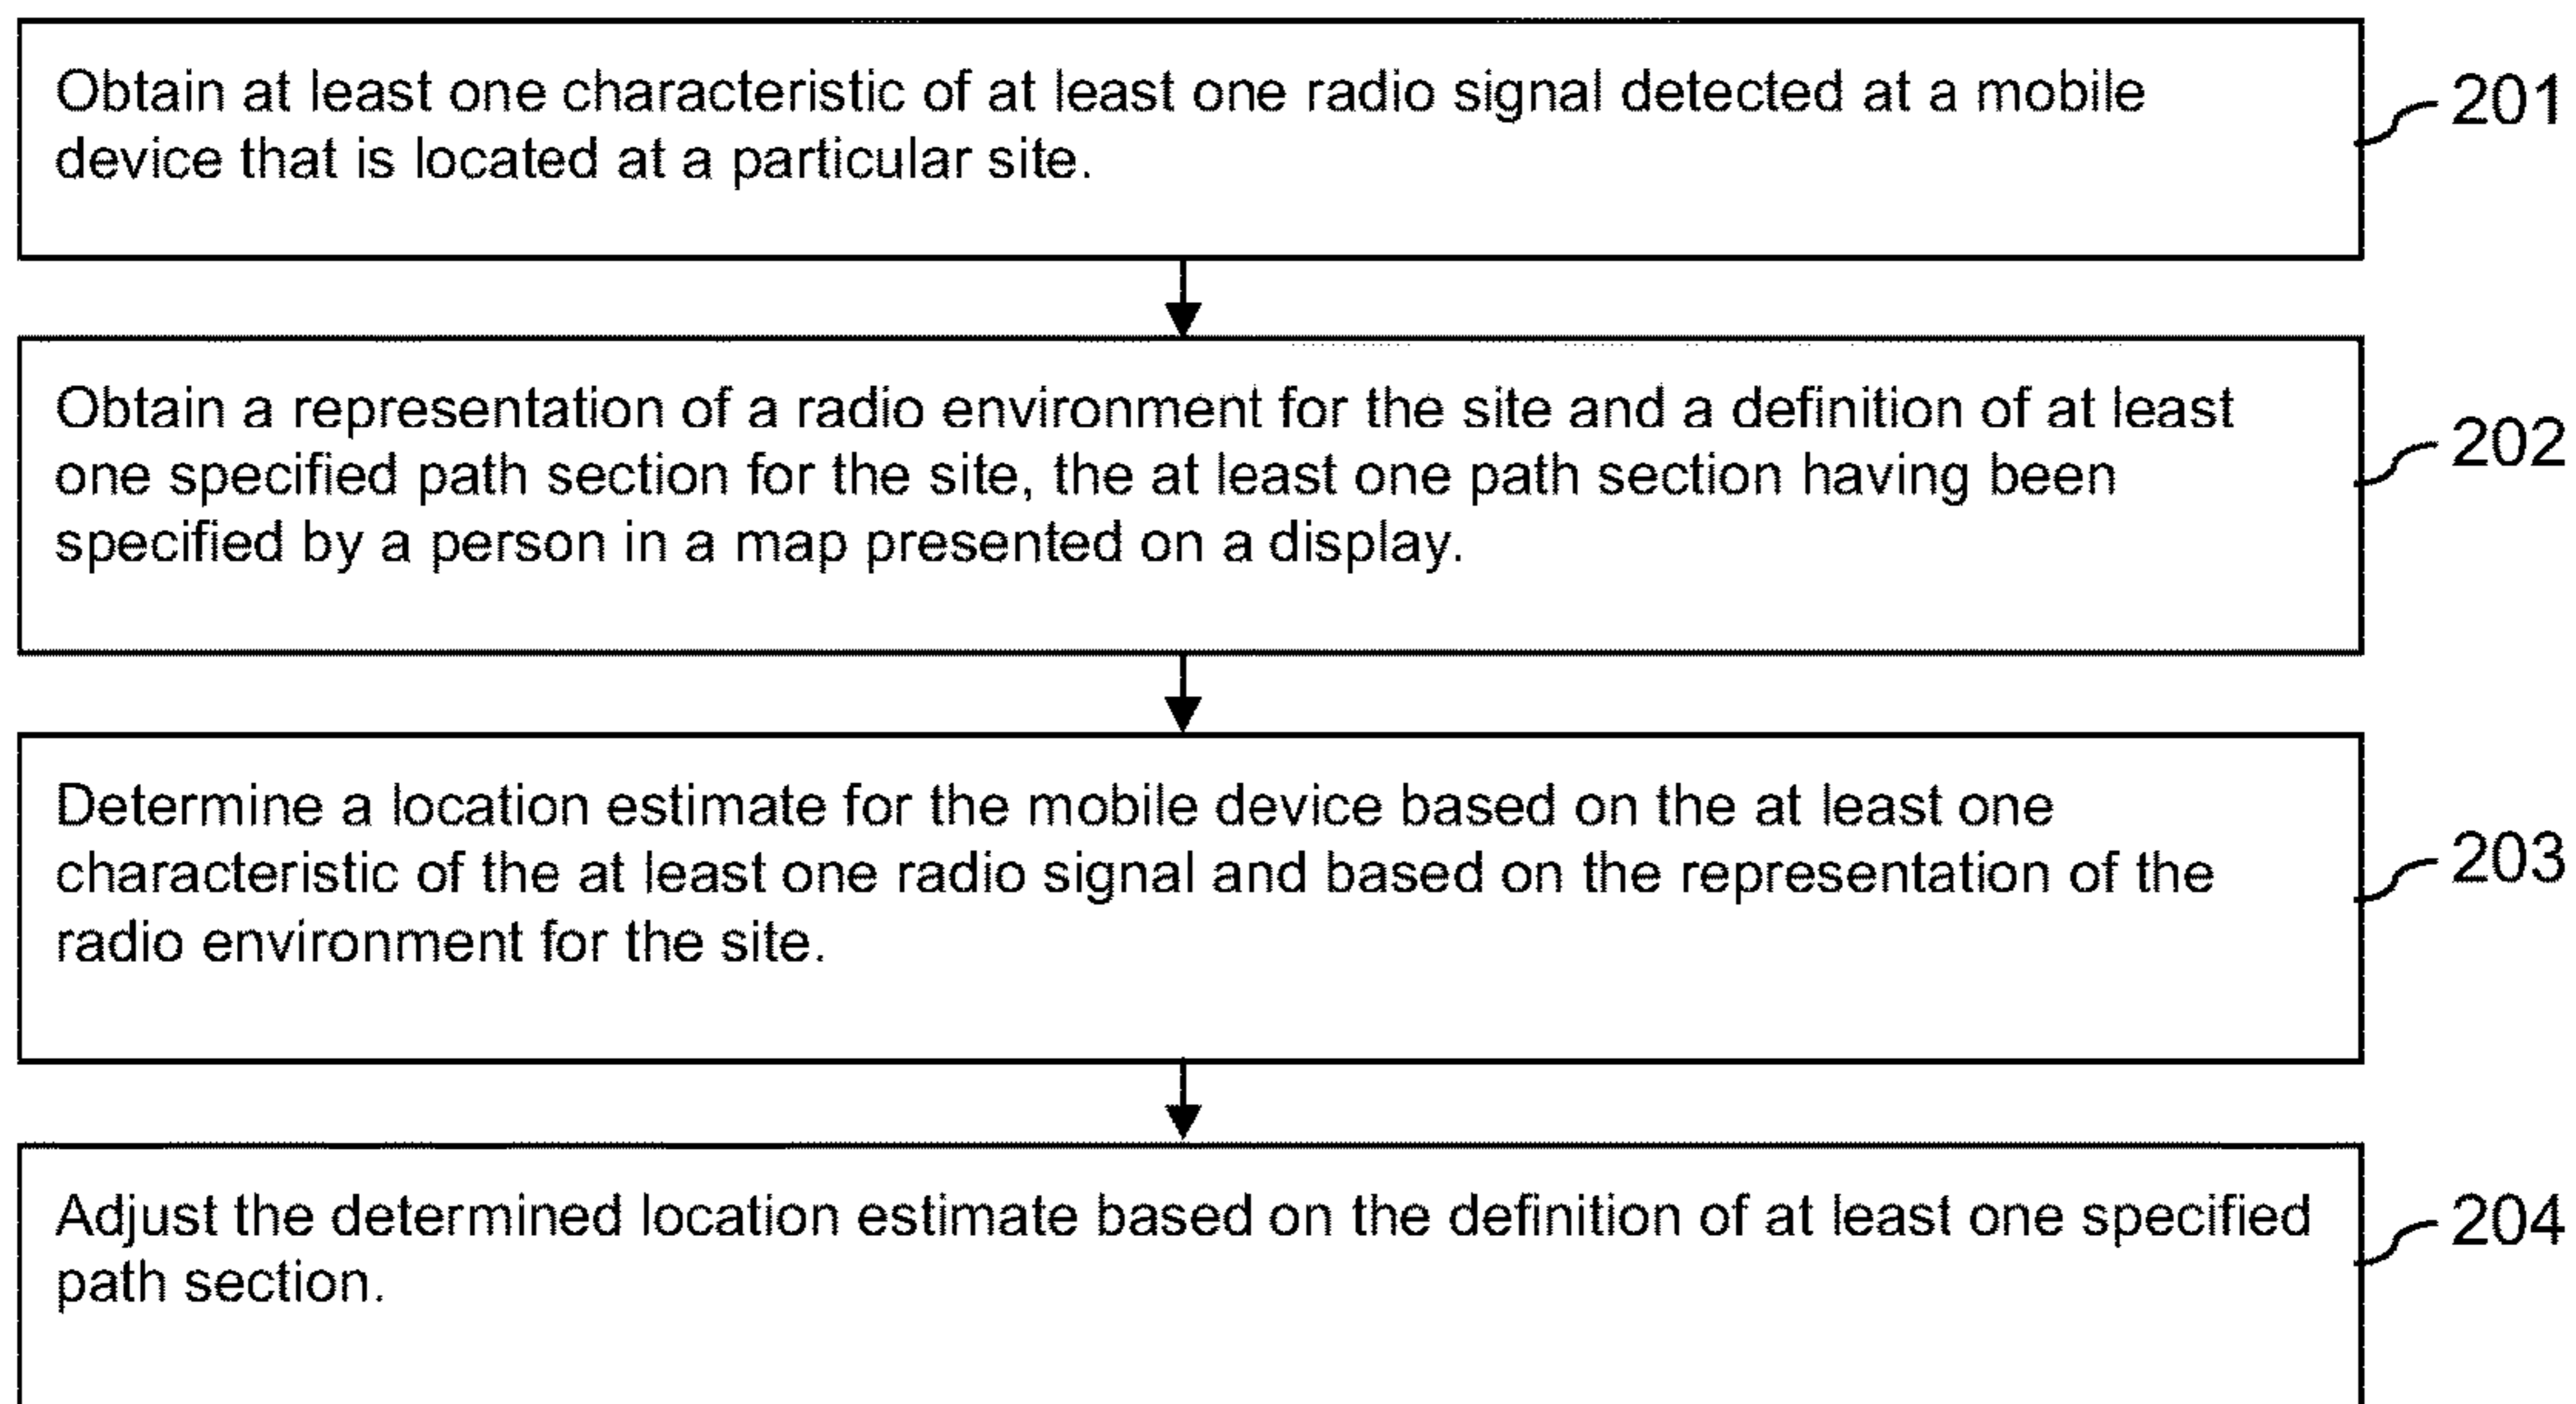 Obtain at least one characteristic of at least one radio signal detected at a mobile
device that is located at a particular site.
201
Obtain a representation of a radio environment for the site and a definition of at least
one specified path section for the site, the at least one path section having been
specified by a person in a map presented on a display.
202
Determine a location estimate for the mobile device based on the at least one
characteristic of the at least one radio signal and based on the representation of the
radio environment for the site.
203
Adjust the determined location estimate based on the definition of at least one specified
path section.
204